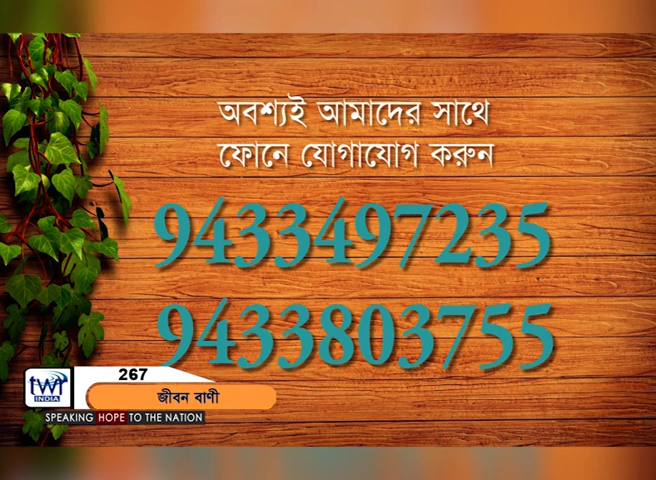 অবশ্যই আমাদের সাথে
ফোনে যোগাযোগ করুন
9433497235
9433803755
267
twr
INDIA
জীবন বাণী
SPEAKING HOPE TO THE NATION